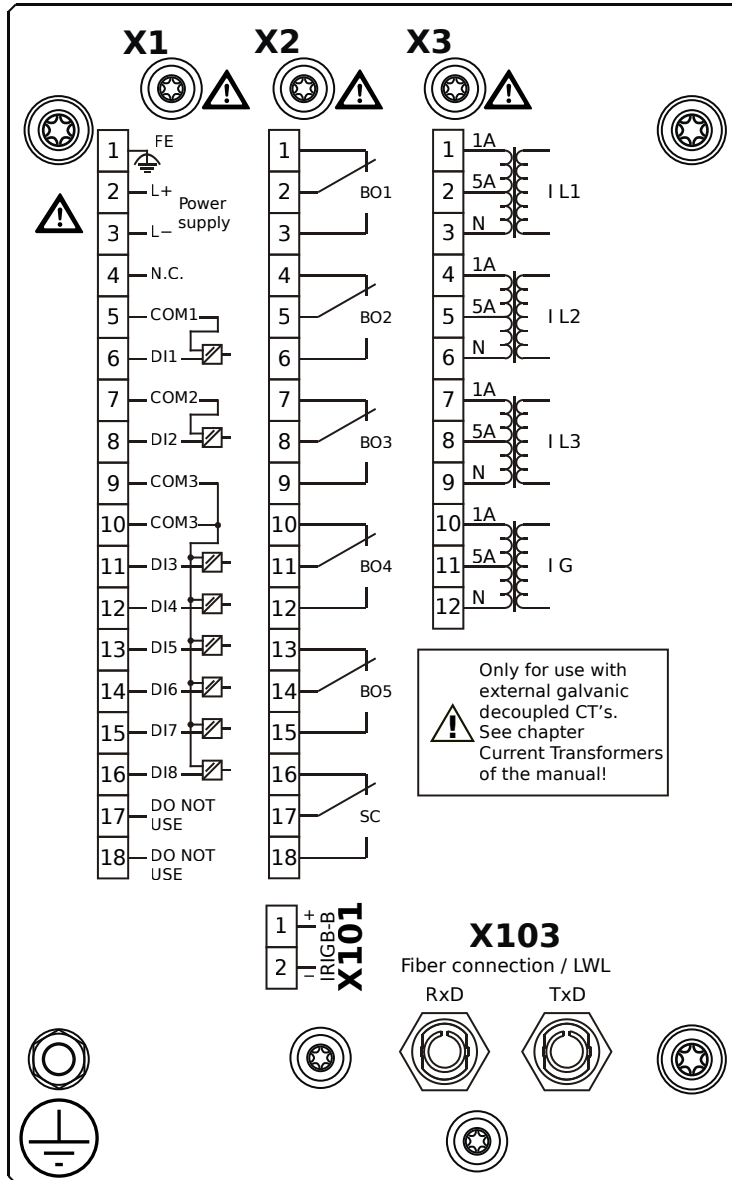 X1
X2
X3
1
FE
2
L+
Power
supply
3
L−
4
N.C.
5
COM1
6
DI1
7
COM2
8
DI2
9
COM3
10
COM3
11
DI3
12
DI4
13
DI5
14
DI6
15
DI7
16
DI8
17
DO NOT
USE
18
DO NOT
USE
1
2
BO1
3
4
5
BO2
6
7
8
BO3
9
10
11
BO4
12
13
14
BO5
15
16
17
SC
18
1
1A
2
5A
I L1
3
N
4
1A
5
5A
I L2
6
N
7
1A
8
5A
I L3
9
N
10
1A
11
5A
I G
12
N
Only for use with
external galvanic
decoupled CT's.
See chapter
Current Transformers
of the manual!
1
+
2
−
IRIGB-B
X101
X103
Fiber connection / LWL
RxD
TxD